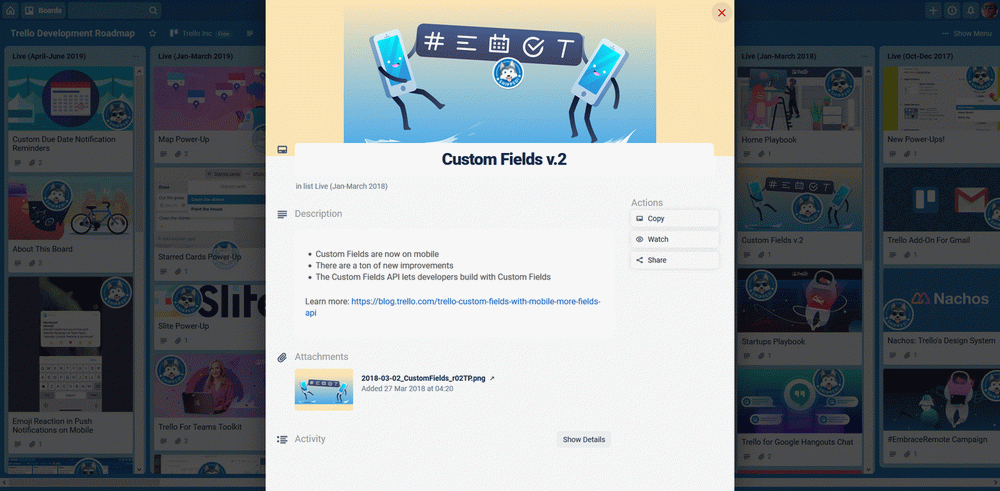 Boards
Trello Development Roadmap
Trello Inc
Free
Show Menu
Live (April-June 2019)
Custom Due Date Notification
Reminders
2
About This Board
2
Emoji Reaction in Push
Notifications on Mobile
1
Live (Jan-March 2019)
Map Power-Up
2
Starred Cards Power-Up
1
Slite
Slite Power-Up
1
Trello For Teams Toolkit
1
# T
Custom Fields v.2
in list Live (Jan-March 2018)
Description
Custom Fields are now on mobile
There are a ton of new improvements
The Custom Fields API lets developers build with Custom Fields
Learn more: https://blog.trello.com/trello-custom-fields-with-mobile-more-fields-
api
Attachments
2018-03-02_CustomFields_r02TP.png
Added 27 Mar 2018 at 04:20
Activity
Show Details
Actions
Copy
Watch
Share
Live (Jan-March 2018)
Home Playbook
1
Custom Fields v.2
1
Startups Playbook
1
Trello for Google Hangouts Chat
2
Live (Oct-Dec 2017)
New Power-Ups!
1
Trello Add-On For Gmail
1
Nachos
Nachos: Trello's Design System
1
#EmbraceRemote Campaign
1